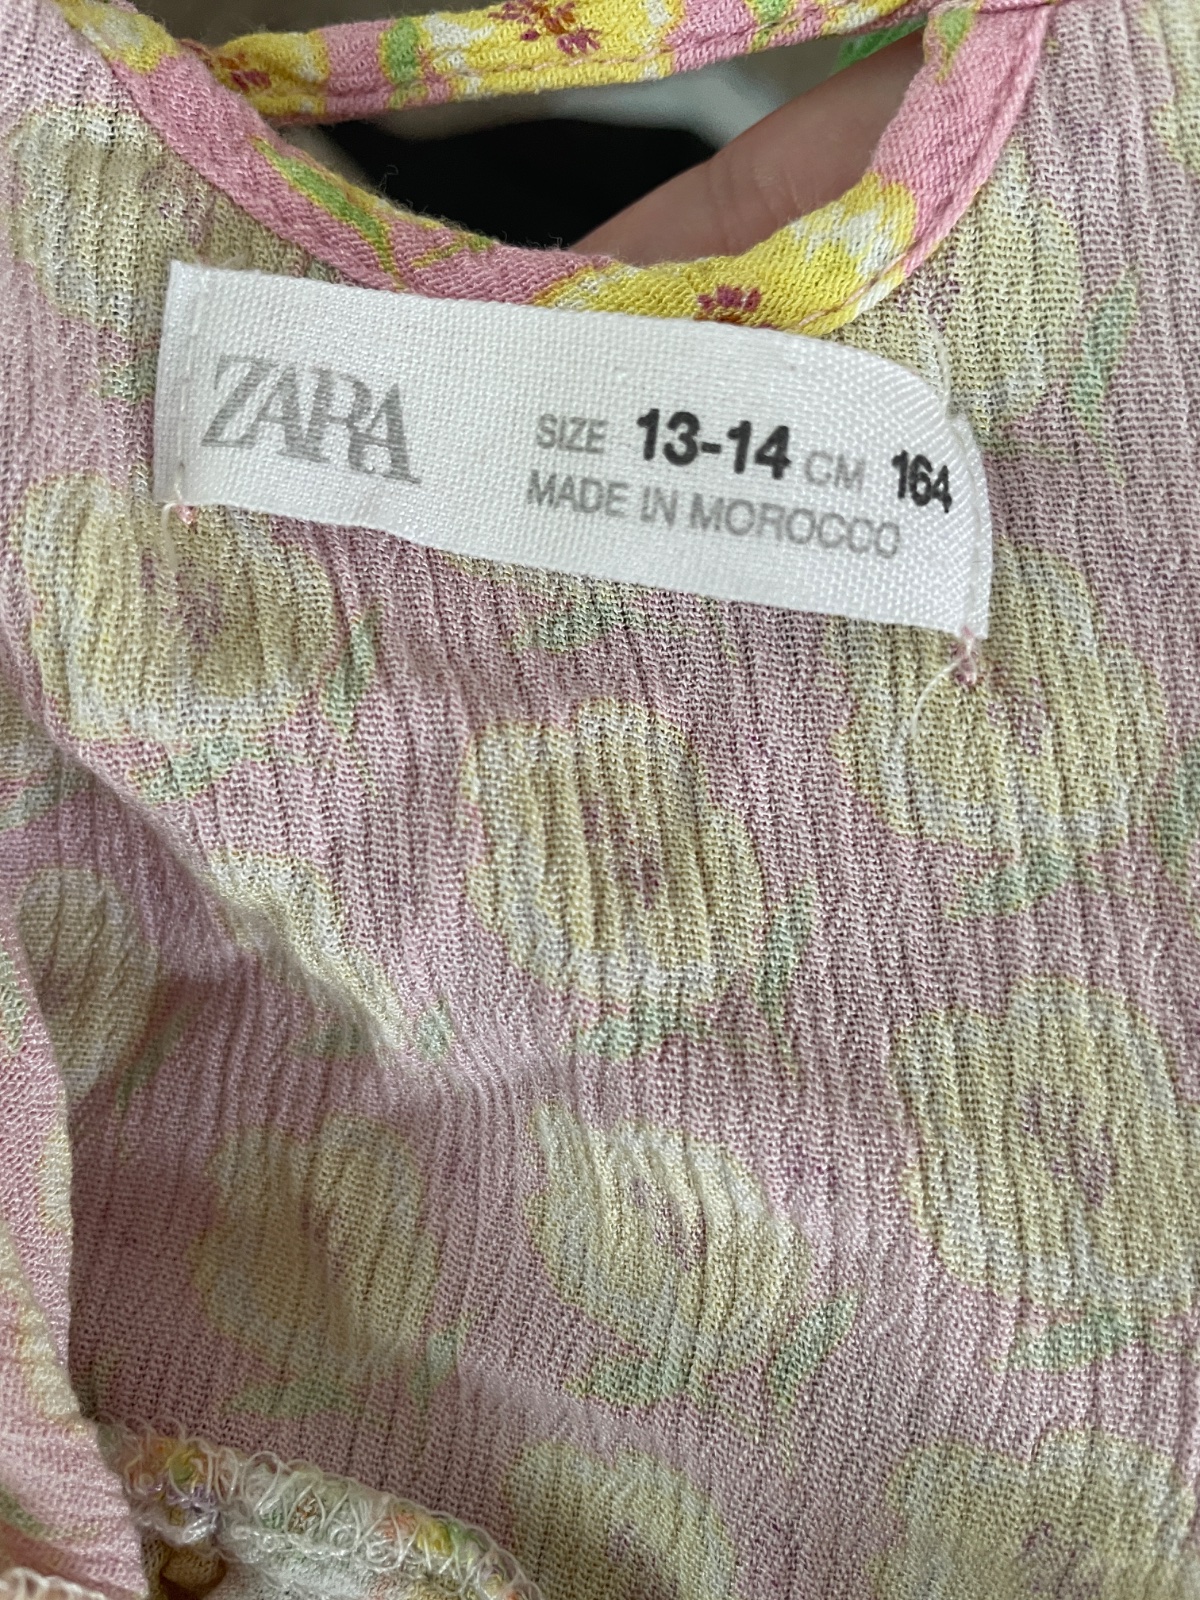 ZARA
SIZE 13-14 CM 164
MADE IN MOROCCO